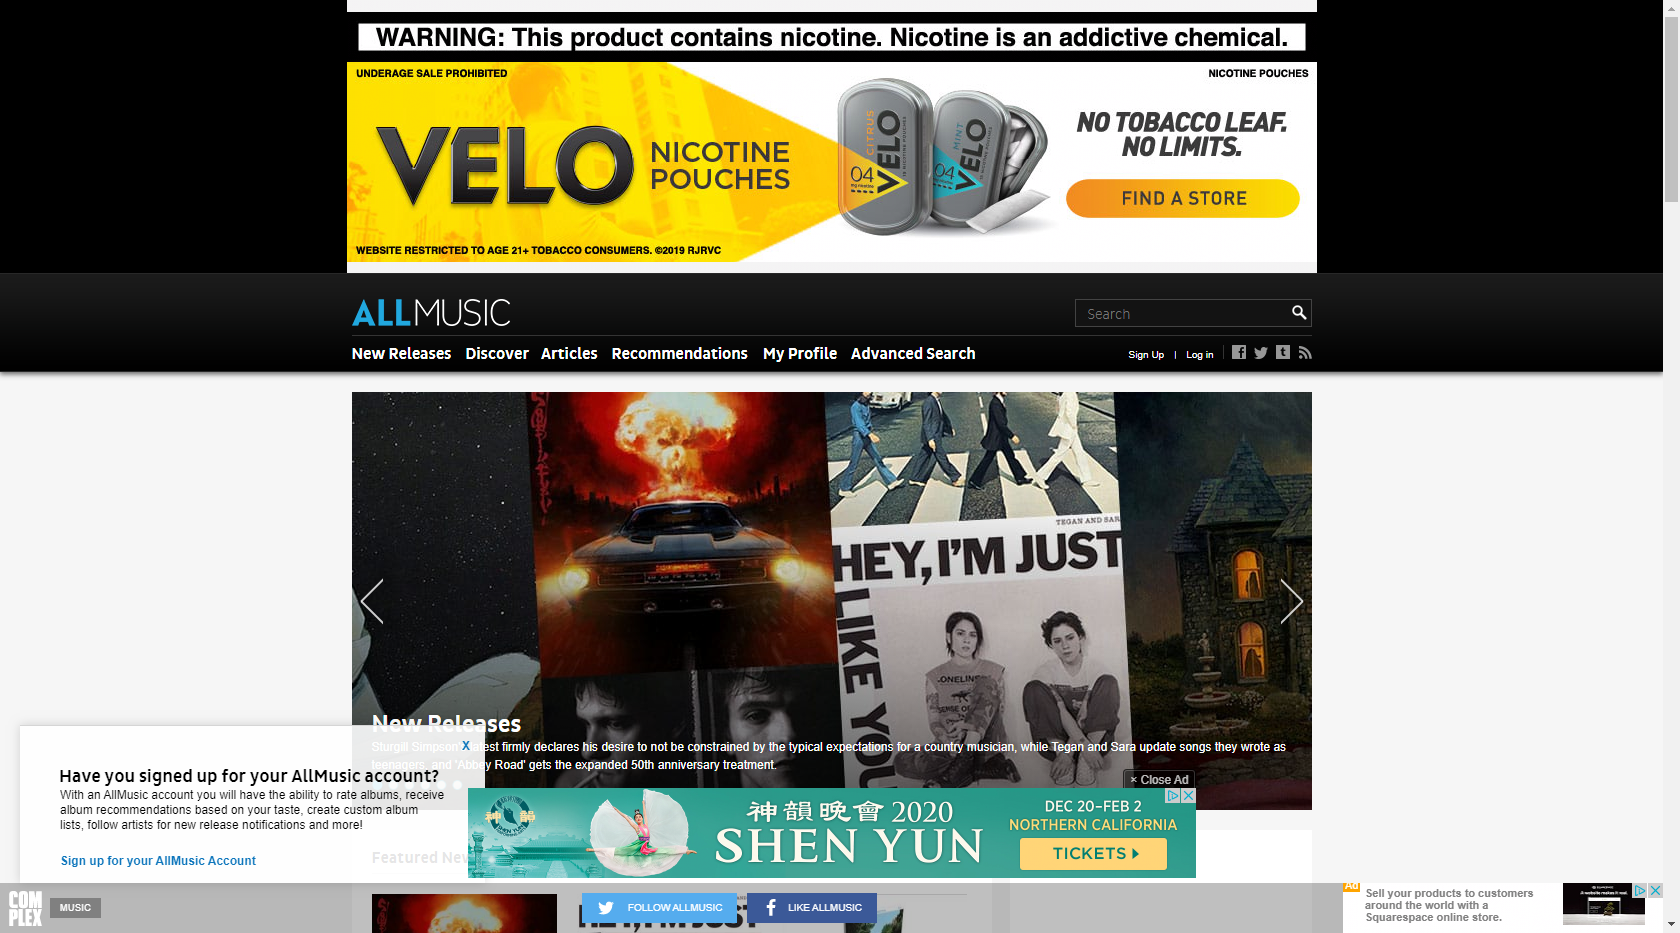 WARNING: This product contains nicotine. Nicotine is an addictive chemical.
UNDERAGE SALE PROHIBITED
NICOTINE POUCHES
VELO
NICOTINE
POUCHES
CITRUS
VELO
04
MINT
VELO
04
NO TOBACCO LEAF.
NO LIMITS.
FIND A STORE
WEBSITE RESTRICTED TO AGE 21+ TOBACCO CONSUMERS. ©2019 RJRVC
ALLMUSIC
Search
New Releases Discover Articles Recommendations My Profile Advanced Search
Sign Up | Log in
TEGAN AND SARA
HEY, I'M JUST
LIKE YOU
New Releases
Sturgill Simpson's latest firmly declares his desire to not be constrained by the typical expectations for a country musician, while Tegan and Sara update songs they wrote as
teenagers, and 'Abbey Road' gets the expanded 50th anniversary treatment.
X
Have you signed up for your AllMusic account?
With an AllMusic account you will have the ability to rate albums, receive
album recommendations based on your taste, create custom album
lists, follow artists for new release notifications and more!
Sign up for your AllMusic Account
× Close Ad
神韻
SHEN YUN
神韻晚會 2020
SHEN YUN
DEC 20–FEB 2
NORTHERN CALIFORNIA
TICKETS
Featured New
COM
PLEX
MUSIC
FOLLOW ALLMUSIC
LIKE ALLMUSIC
Ad
Sell your products to customers
around the world with a
Squarespace online store.